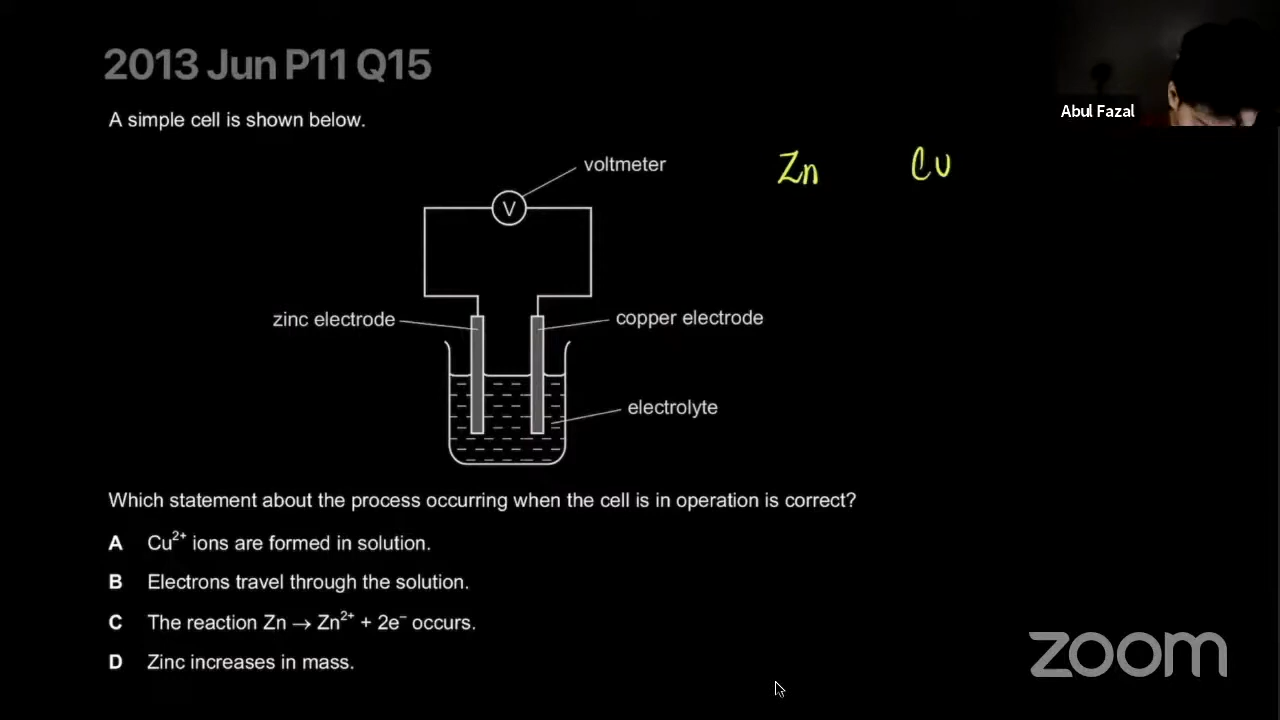 2013 Jun P11 Q15
Abul Fazal
A simple cell is shown below.
voltmeter
Zn Cu
V
zinc electrode
copper electrode
electrolyte
Which statement about the process occurring when the cell is in operation is correct?
A Cu²⁺ ions are formed in solution.
B Electrons travel through the solution.
C The reaction Zn → Zn²⁺ + 2e⁻ occurs.
D Zinc increases in mass.
zoom